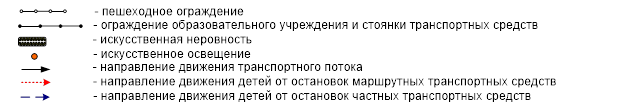 - пешеходное ограждение
- ограждение образовательного учреждения и стоянки транспортных средств
- искусственная неровность
- искусственное освещение
- направление движения транспортного потока
- направление движения детей от остановок маршрутных транспортных средств
- направление движения детей от остановок частных транспортных средств